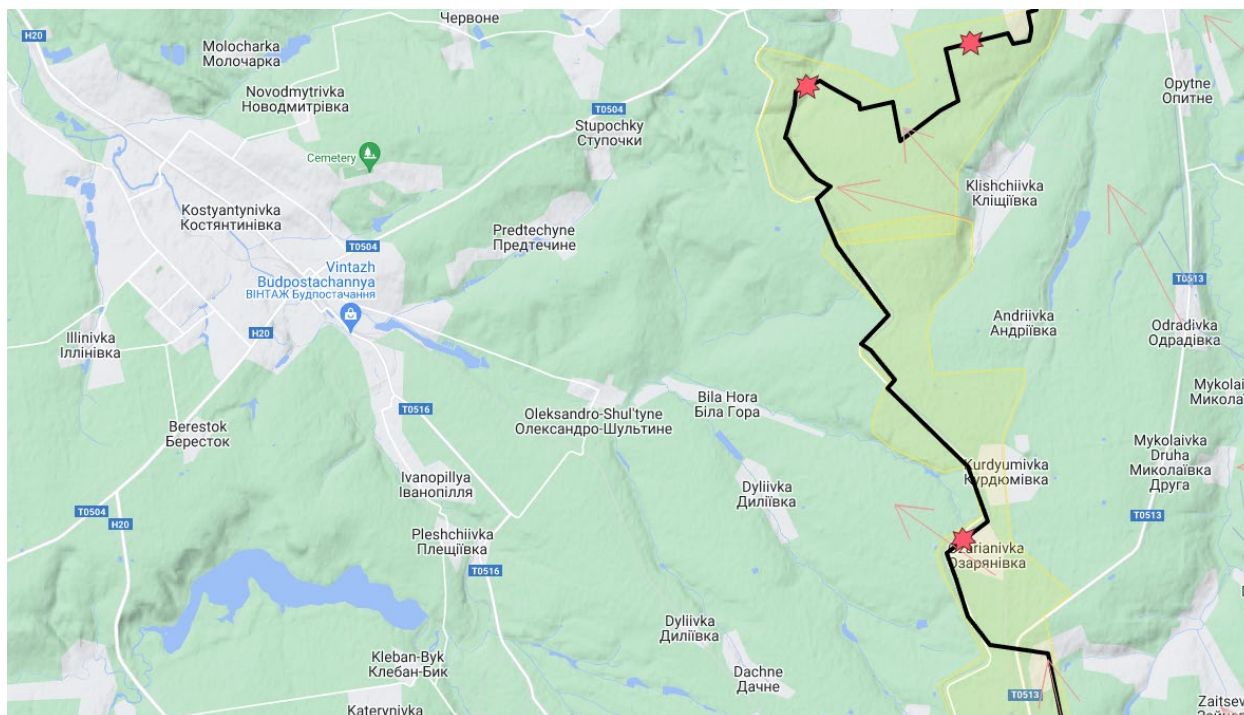 H20
Червоне
Molocharka
Молочарка
Novodmytrivka
Новодмитрівка
T0504
Stupochky
Ступочки
Opytne
Опитне
Cemetery
Klishchiivka
Кліщіївка
Kostyantynivka
Костянтинівка
T0504
Predtechyne
Предтечине
Vintazh
Budpostachannya
ВІНТАЖ Будпостачання
T0513
H20
Illinivka
Іллінівка
Andriivka
Андріївка
Odradivka
Одрадівка
Bila Hora
Біла Гора
T0516
Oleksandro-Shul'tyne
Олександро-Шультине
Berestok
Бересток
Mykolaivka
Druha
Миколаївка
Друга
Kurdyumivka
Курдюмівка
Ivanopillya
Іванопілля
Dyliivka
Диліївка
T0504
H20
T0513
Pleshchiivka
Плещіївка
Озарянівка
T0516
Dyliivka
Диліївка
Kleban-Byk
Клебан-Бик
Dachne
Дачне
T0513
Katerynivka